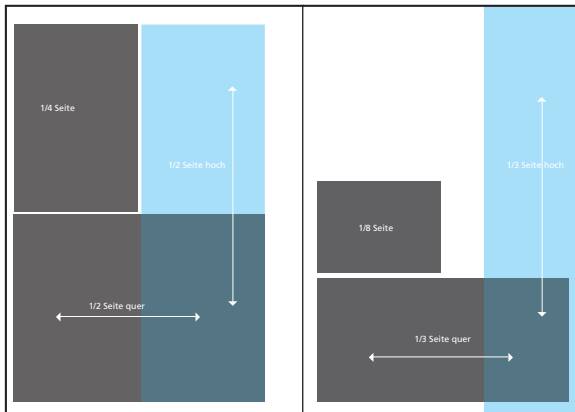 1/4 Seite
1/2 Seite hoch
1/2 Seite quer
1/3 Seite hoch
1/8 Seite
1/3 Seite quer